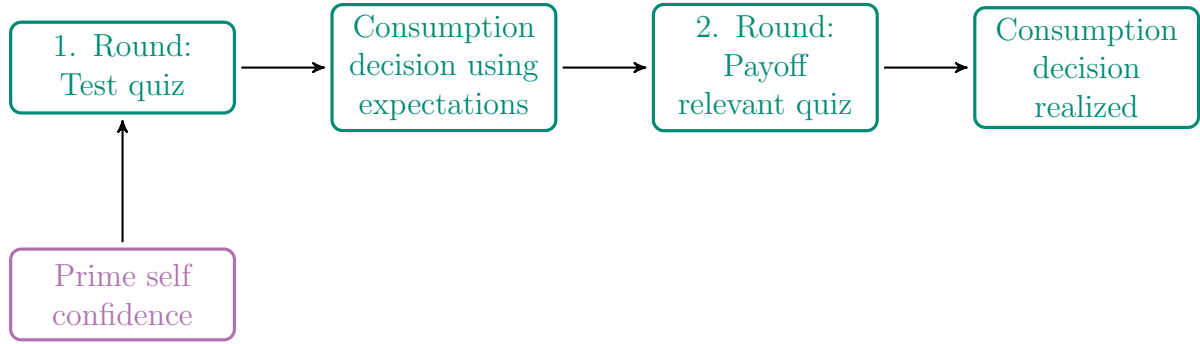 1. Round:
Test quiz
Consumption
decision using
expectations
2. Round:
Payoff
relevant quiz
Consumption
decision
realized
Prime self
confidence